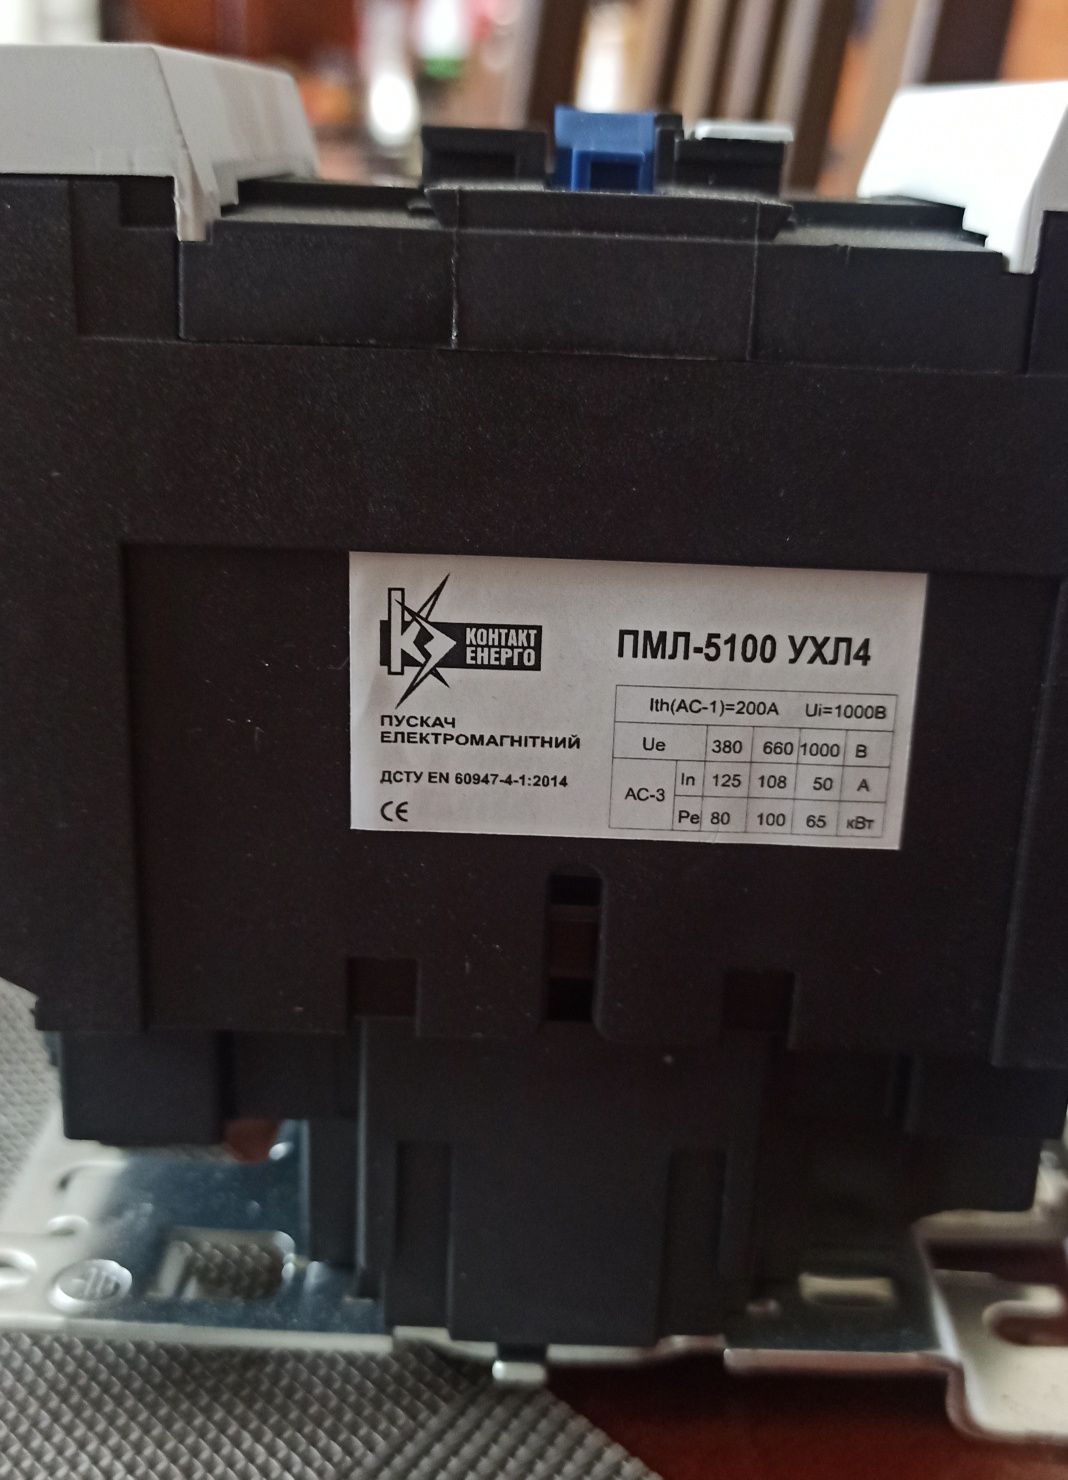 К КОНТАКТ
ЕНЕРГО
ПУСКАЧ
ЕЛЕКТРОМАГНІТНИЙ
ДСТУ EN 60947-4-1:2014
CE
ПМЛ-5100 УХЛ4
Ith(AC-1)=200A Ui=1000В
Ue 380 660 1000 В
AC-3 In 125 108 50 А
Pe 80 100 65 кВт